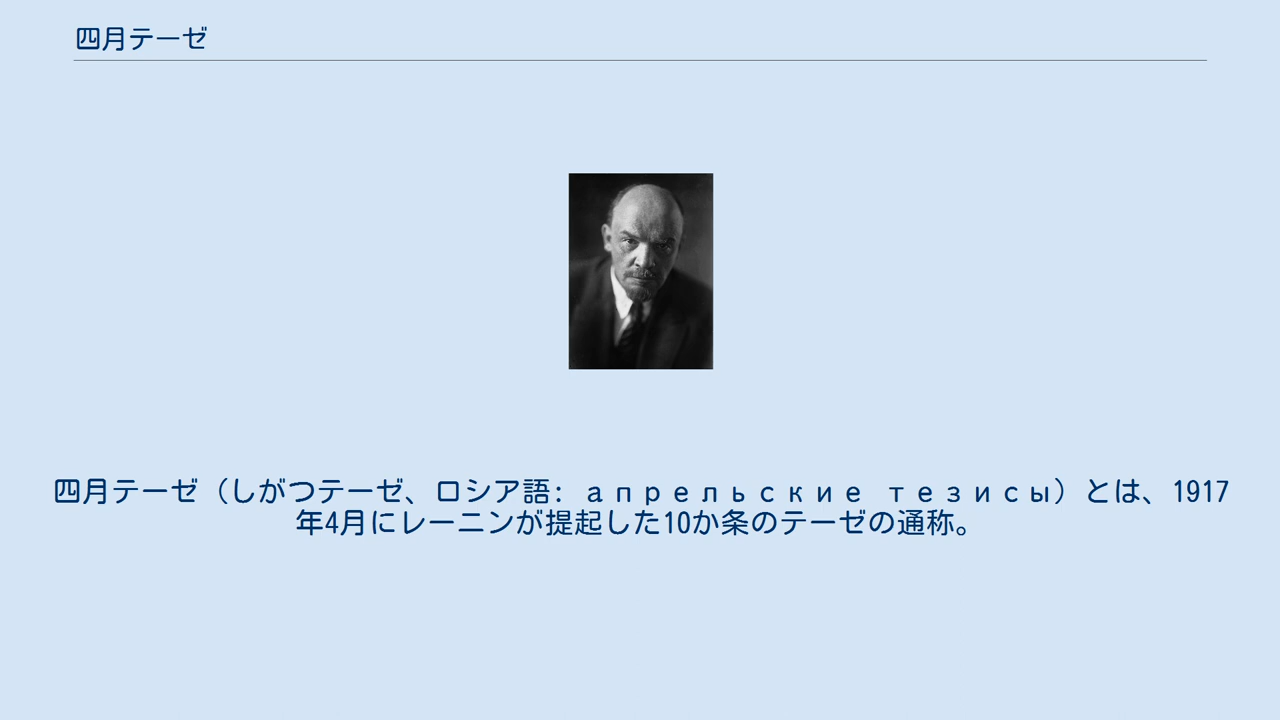 四月テーゼ
四月テーゼ（しがつテーゼ、ロシア語: апрельские тезисы）とは、1917
年4月にレーニンが提起した10か条のテーゼの通称。